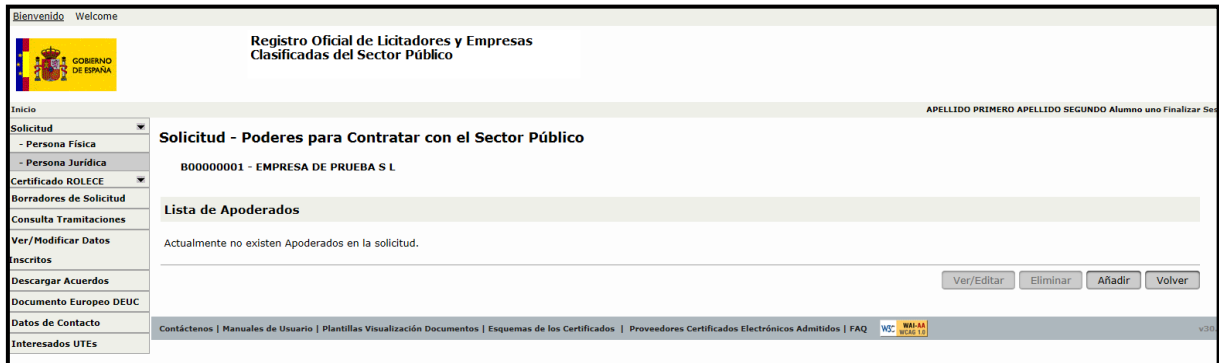 Bienvenido Welcome
GOBIERNO
DE ESPAÑA
Registro Oficial de Licitadores y Empresas
Clasificadas del Sector Público
Inicio
APELLIDO PRIMERO APELLIDO SEGUNDO Alumno uno Finalizar Ses
Solicitud
- Persona Física
- Persona Jurídica
Certificado ROLECE
Borradores de Solicitud
Consulta Tramitaciones
Ver/Modificar Datos
Inscritos
Descargar Acuerdos
Documento Europeo DEUC
Datos de Contacto
Interesados UTEs
Solicitud - Poderes para Contratar con el Sector Público
B00000001 - EMPRESA DE PRUEBA S L
Lista de Apoderados
Actualmente no existen Apoderados en la solicitud.
Ver/Editar Eliminar Añadir Volver
Contáctenos | Manuales de Usuario | Plantillas Visualización Documentos | Esquemas de los Certificados | Proveedores Certificados Electrónicos Admitidos | FAQ W3C WAI-AA WCAG 1.0 v30.